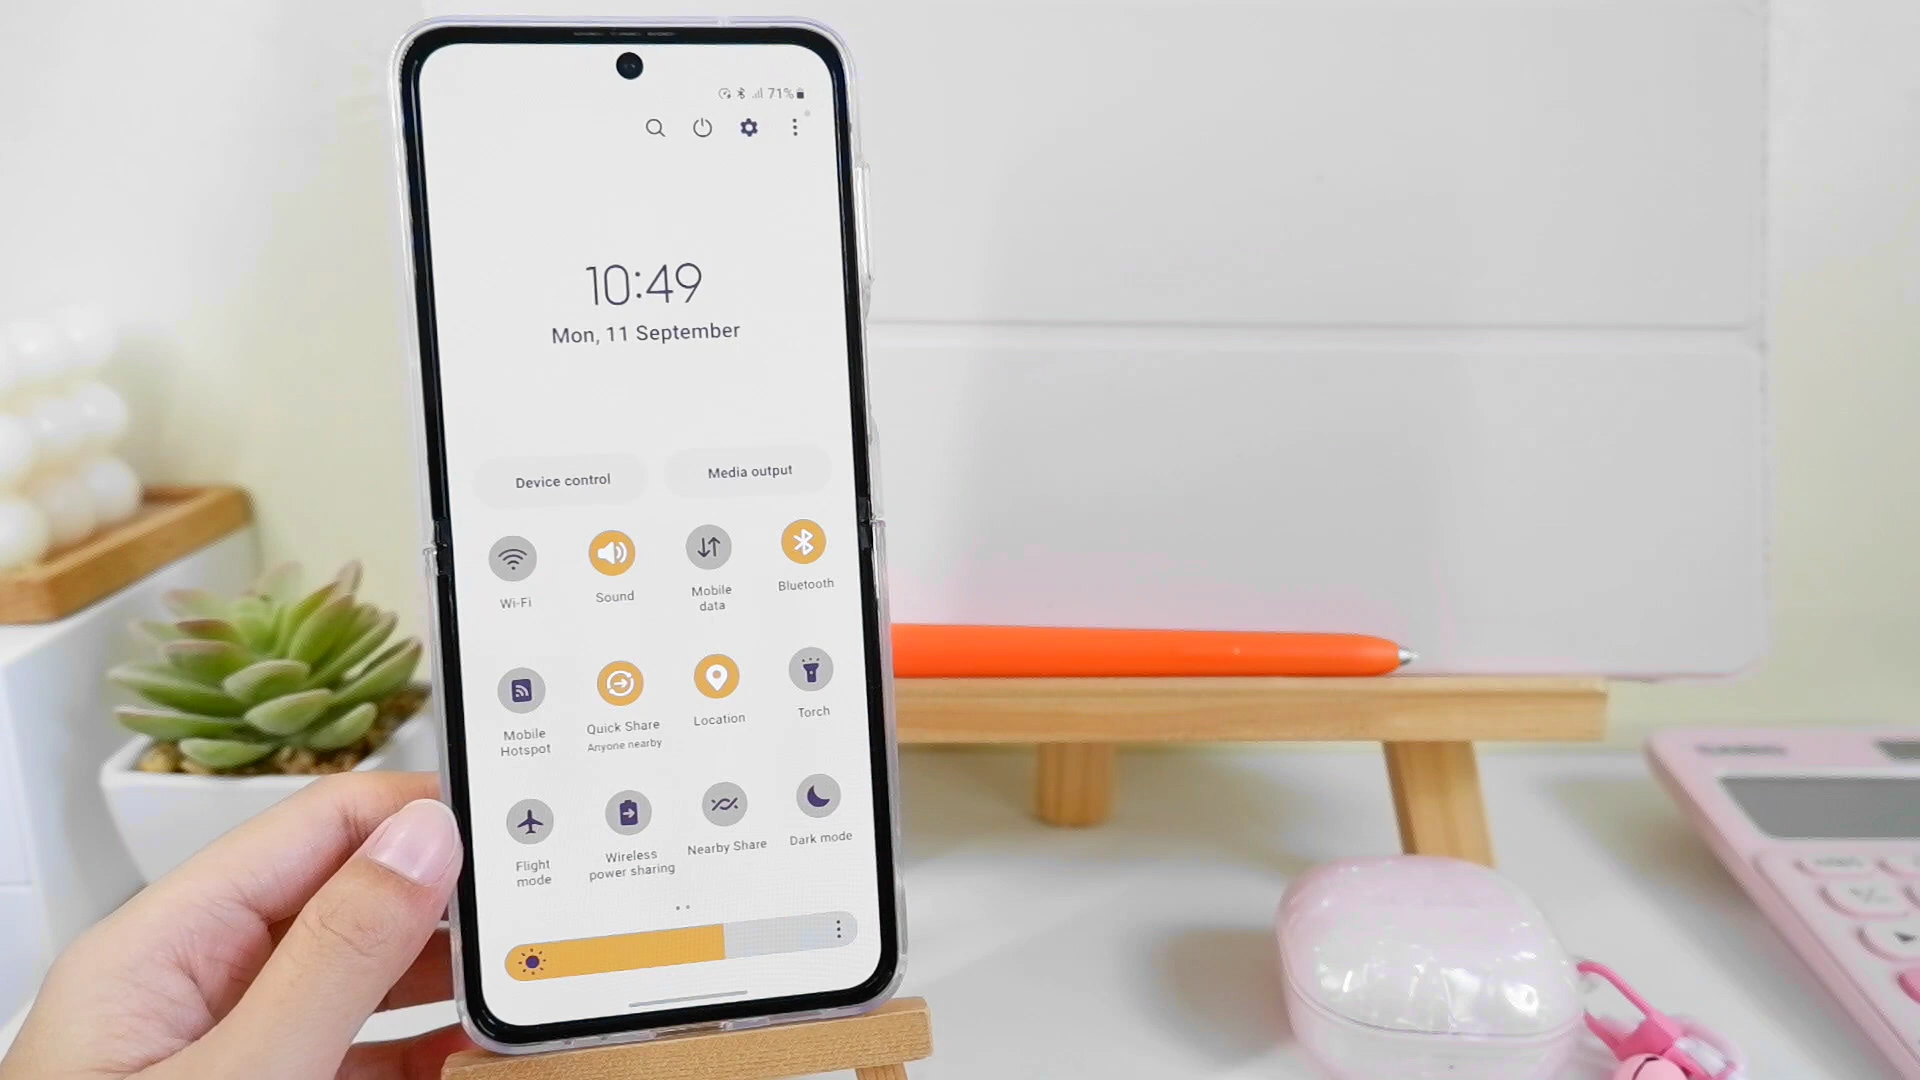 71%
10:49
Mon, 11 September
Device control
Media output
Wi-Fi
Sound
Mobile
data
Bluetooth
Mobile
Hotspot
Quick Share
Anyone nearby
Location
Torch
Flight
mode
Wireless
power sharing
Nearby Share
Dark mode